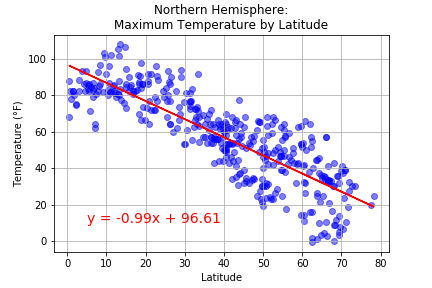 Northern Hemisphere:
Maximum Temperature by Latitude
Temperature (°F)
100
80
60
40
20
0
y = -0.99x + 96.61
0 10 20 30 40 50 60 70 80
Latitude